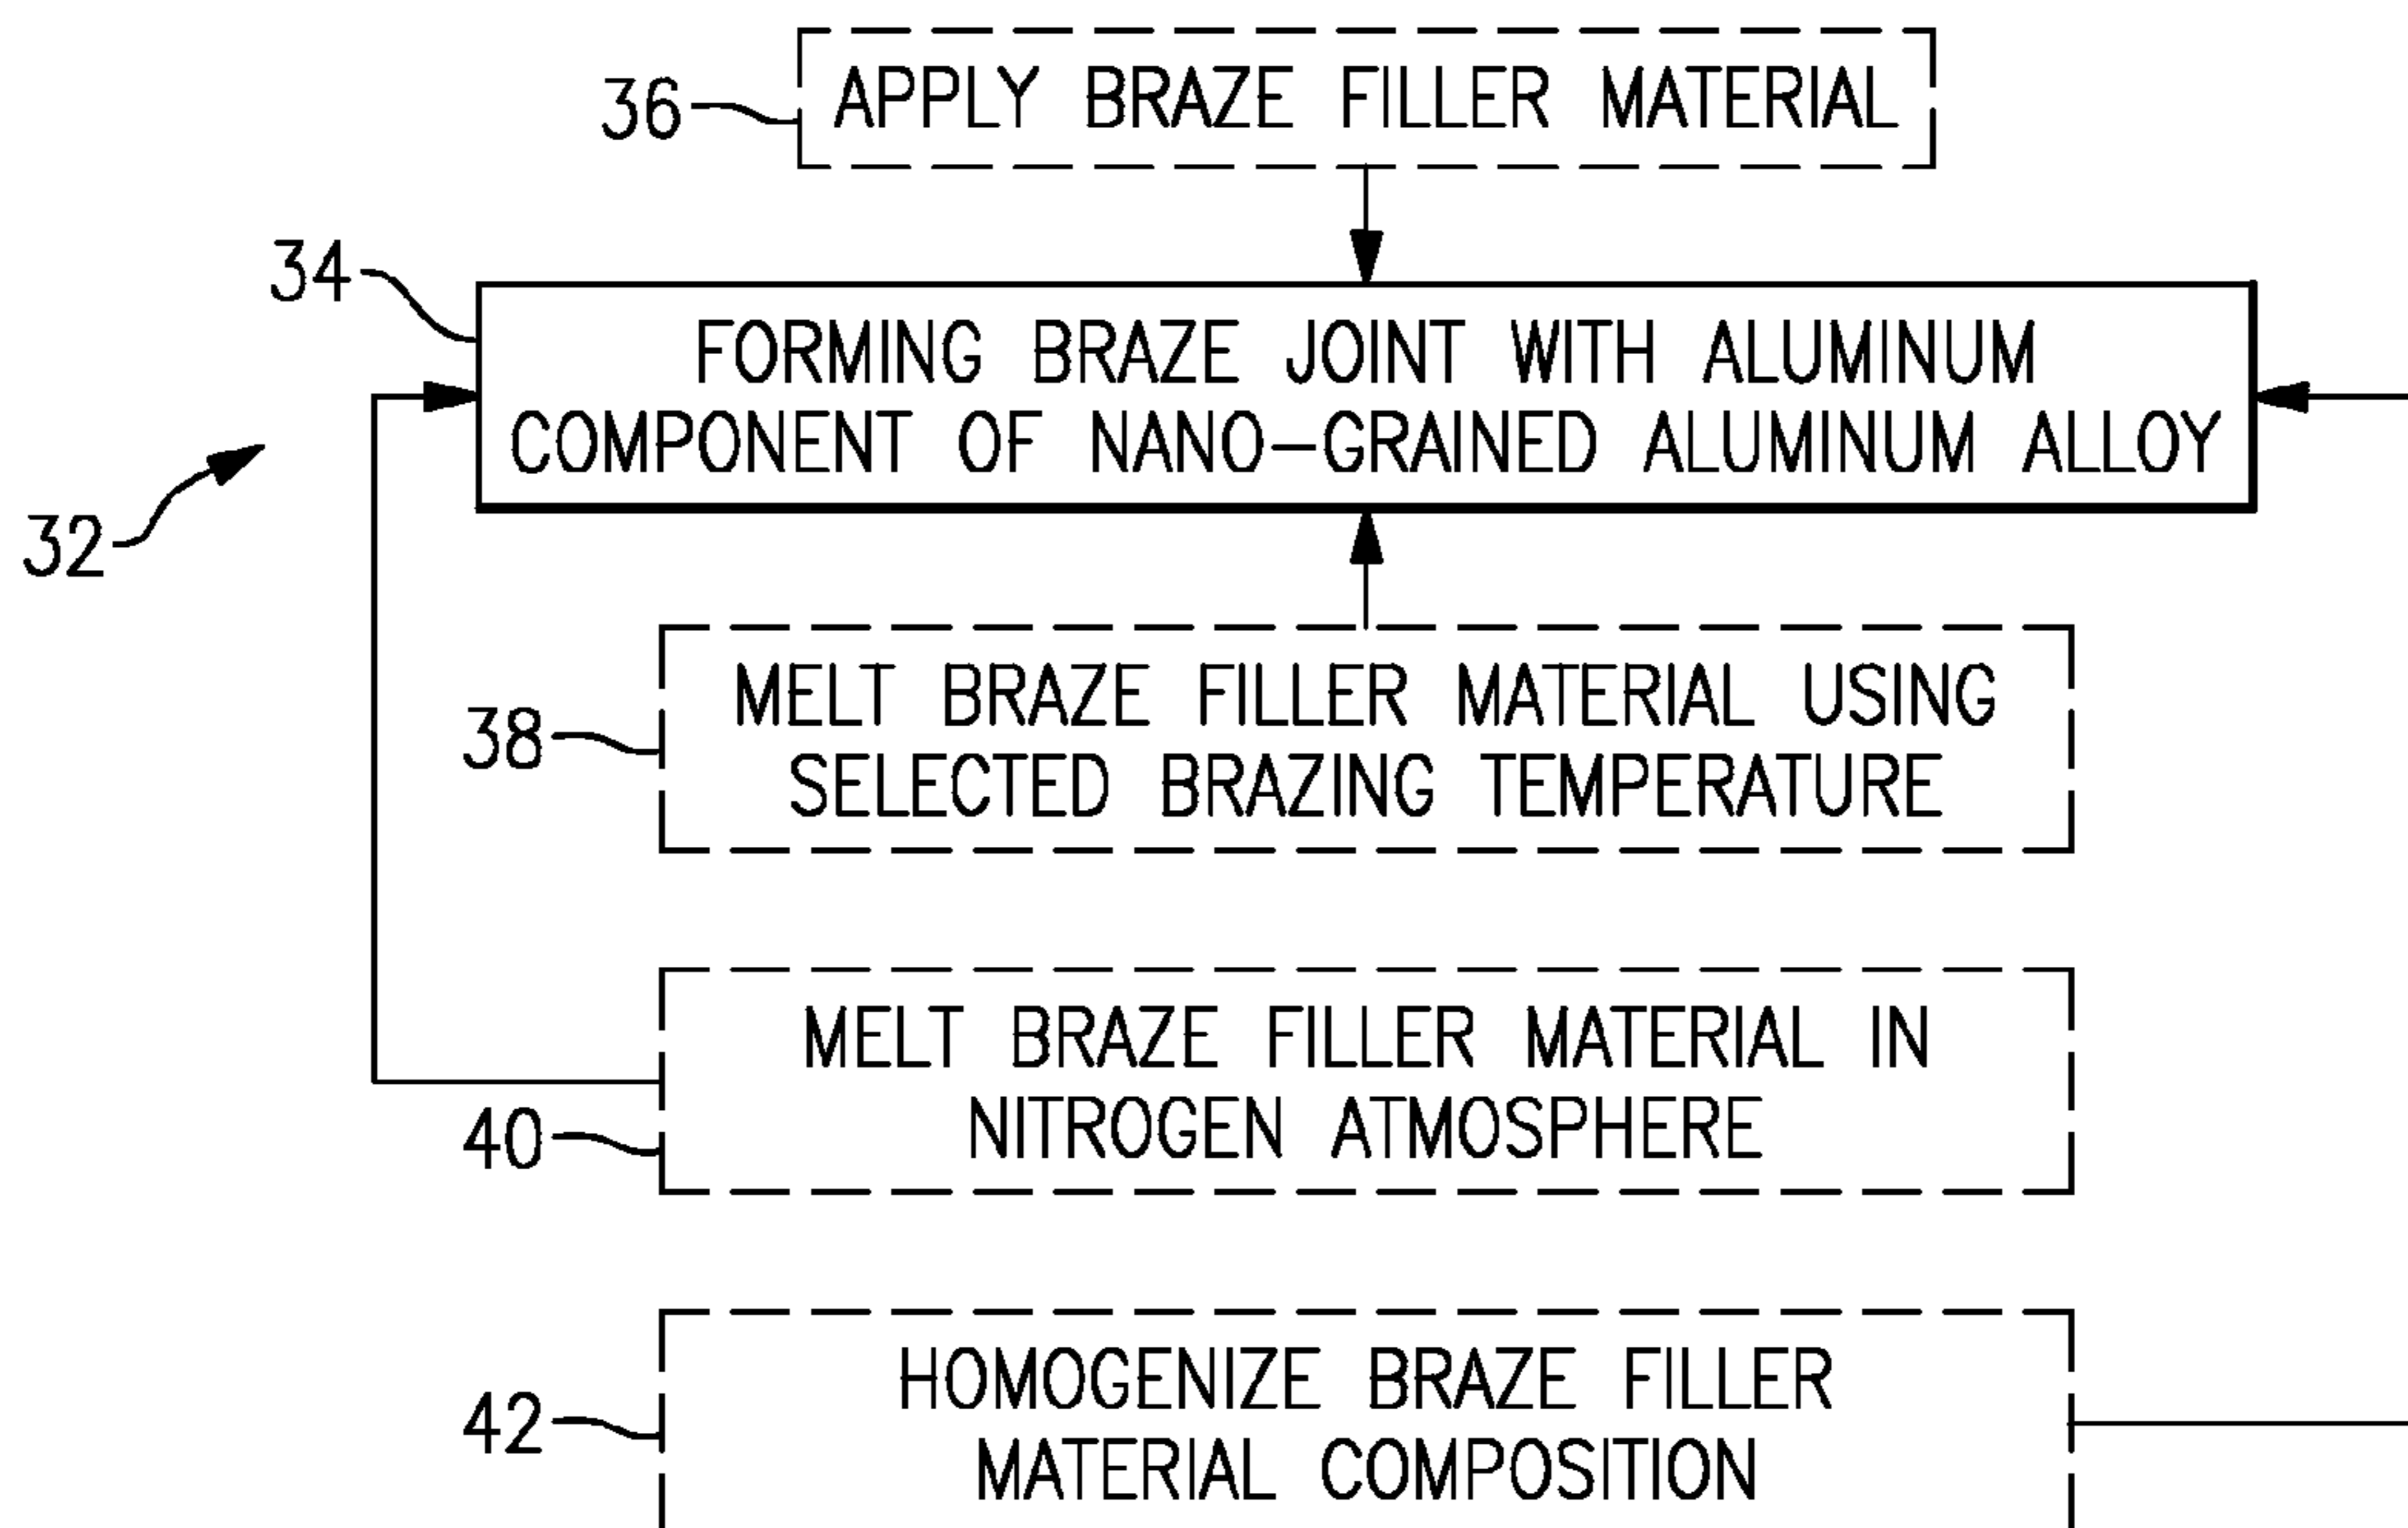 36
APPLY BRAZE FILLER MATERIAL
34
FORMING BRAZE JOINT WITH ALUMINUM
COMPONENT OF NANO-GRAINED ALUMINUM ALLOY
32
38
MELT BRAZE FILLER MATERIAL USING
SELECTED BRAZING TEMPERATURE
40
MELT BRAZE FILLER MATERIAL IN
NITROGEN ATMOSPHERE
42
HOMOGENIZE BRAZE FILLER
MATERIAL COMPOSITION